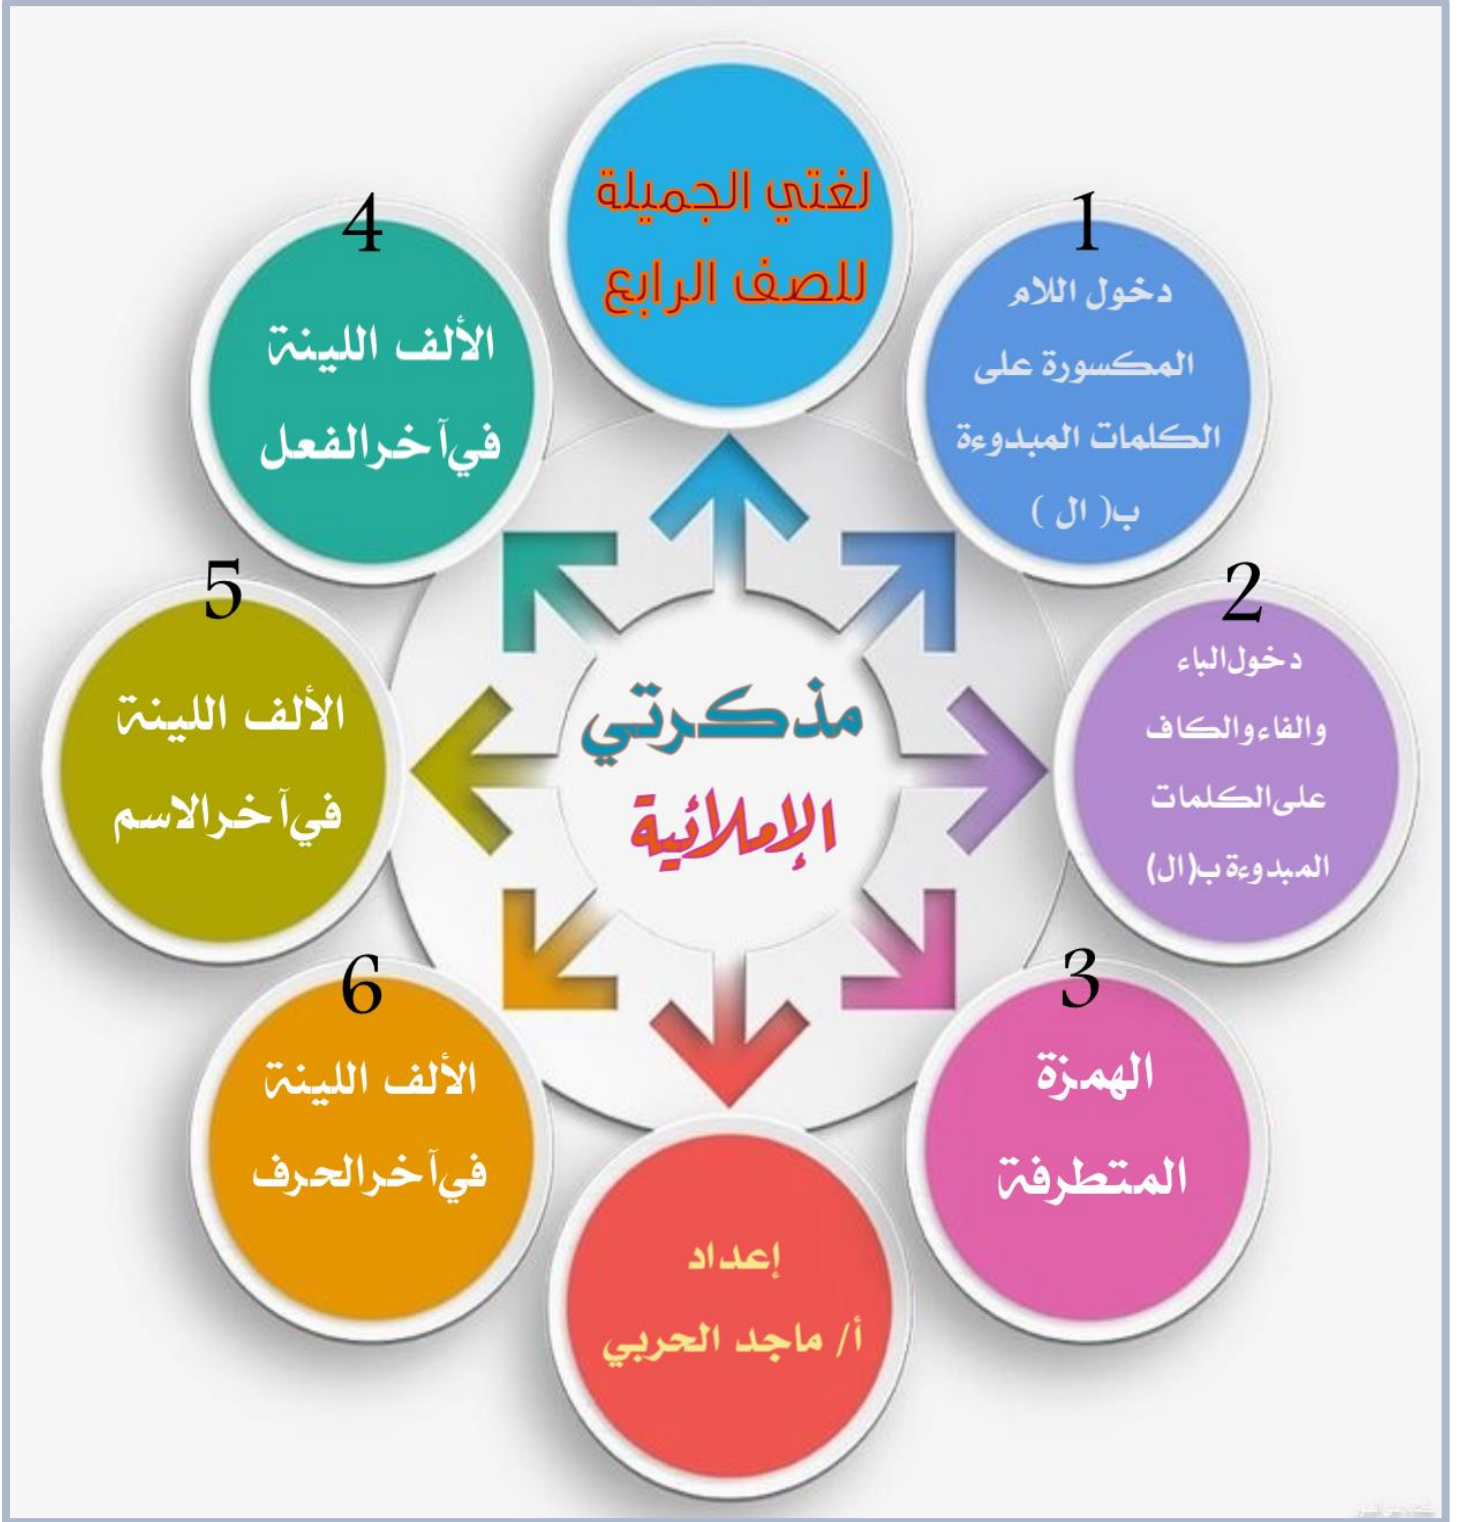 لغتي الجميلة
للصف الرابع
1
دخول اللام
المكسورة على
الكلمات المبدوءة
ب( ال )
2
دخول الباء
والفاء والكاف
على الكلمات
المبدوءة ب(ال)
3
الهمزة
المتطرفة
4
الألف اللينة
في آخر الفعل
5
الألف اللينة
في آخر الاسم
6
الألف اللينة
في آخر الحرف
مذكرتي
الإملائية
إعداد
أ/ ماجد الحربي